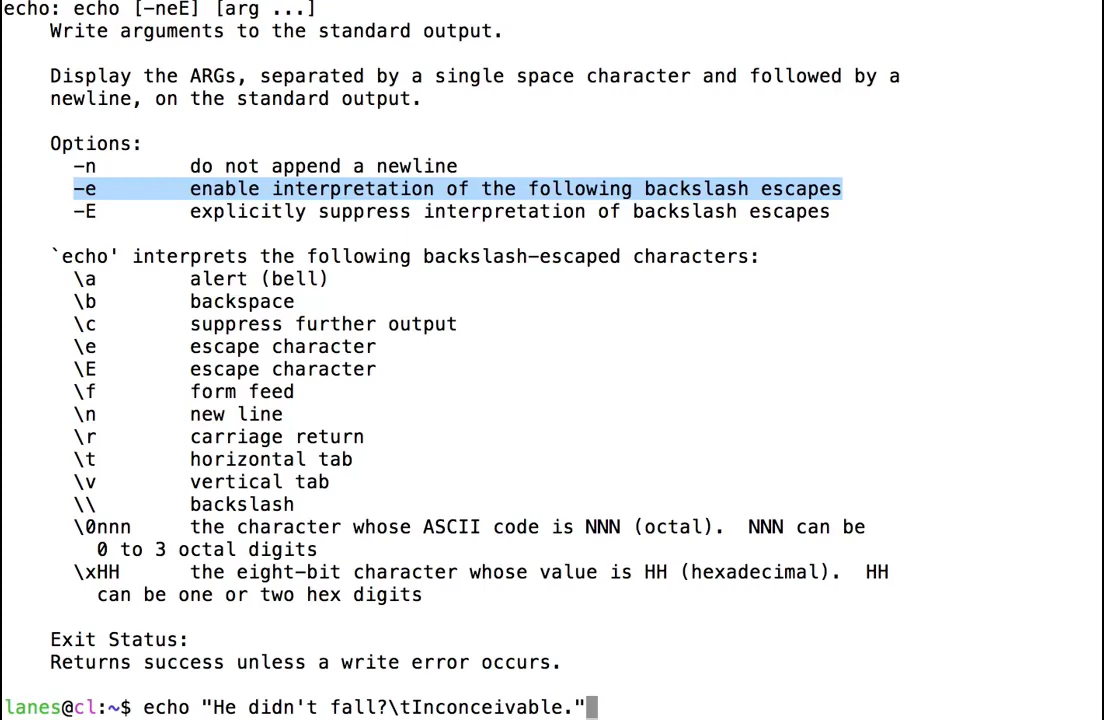 echo: echo [-neE] [arg ...]
Write arguments to the standard output.
Display the ARGs, separated by a single space character and followed by a
newline, on the standard output.
Options:
-n do not append a newline
-e enable interpretation of the following backslash escapes
-E explicitly suppress interpretation of backslash escapes
`echo' interprets the following backslash-escaped characters:
\a alert (bell)
\b backspace
\c suppress further output
\e escape character
\E escape character
\f form feed
\n new line
\r carriage return
\t horizontal tab
\v vertical tab
\\ backslash
\0nnn the character whose ASCII code is NNN (octal). NNN can be
0 to 3 octal digits
\xHH the eight-bit character whose value is HH (hexadecimal). HH
can be one or two hex digits
Exit Status:
Returns success unless a write error occurs.
lanes@cl:~$ echo "He didn't fall?\tInconceivable."